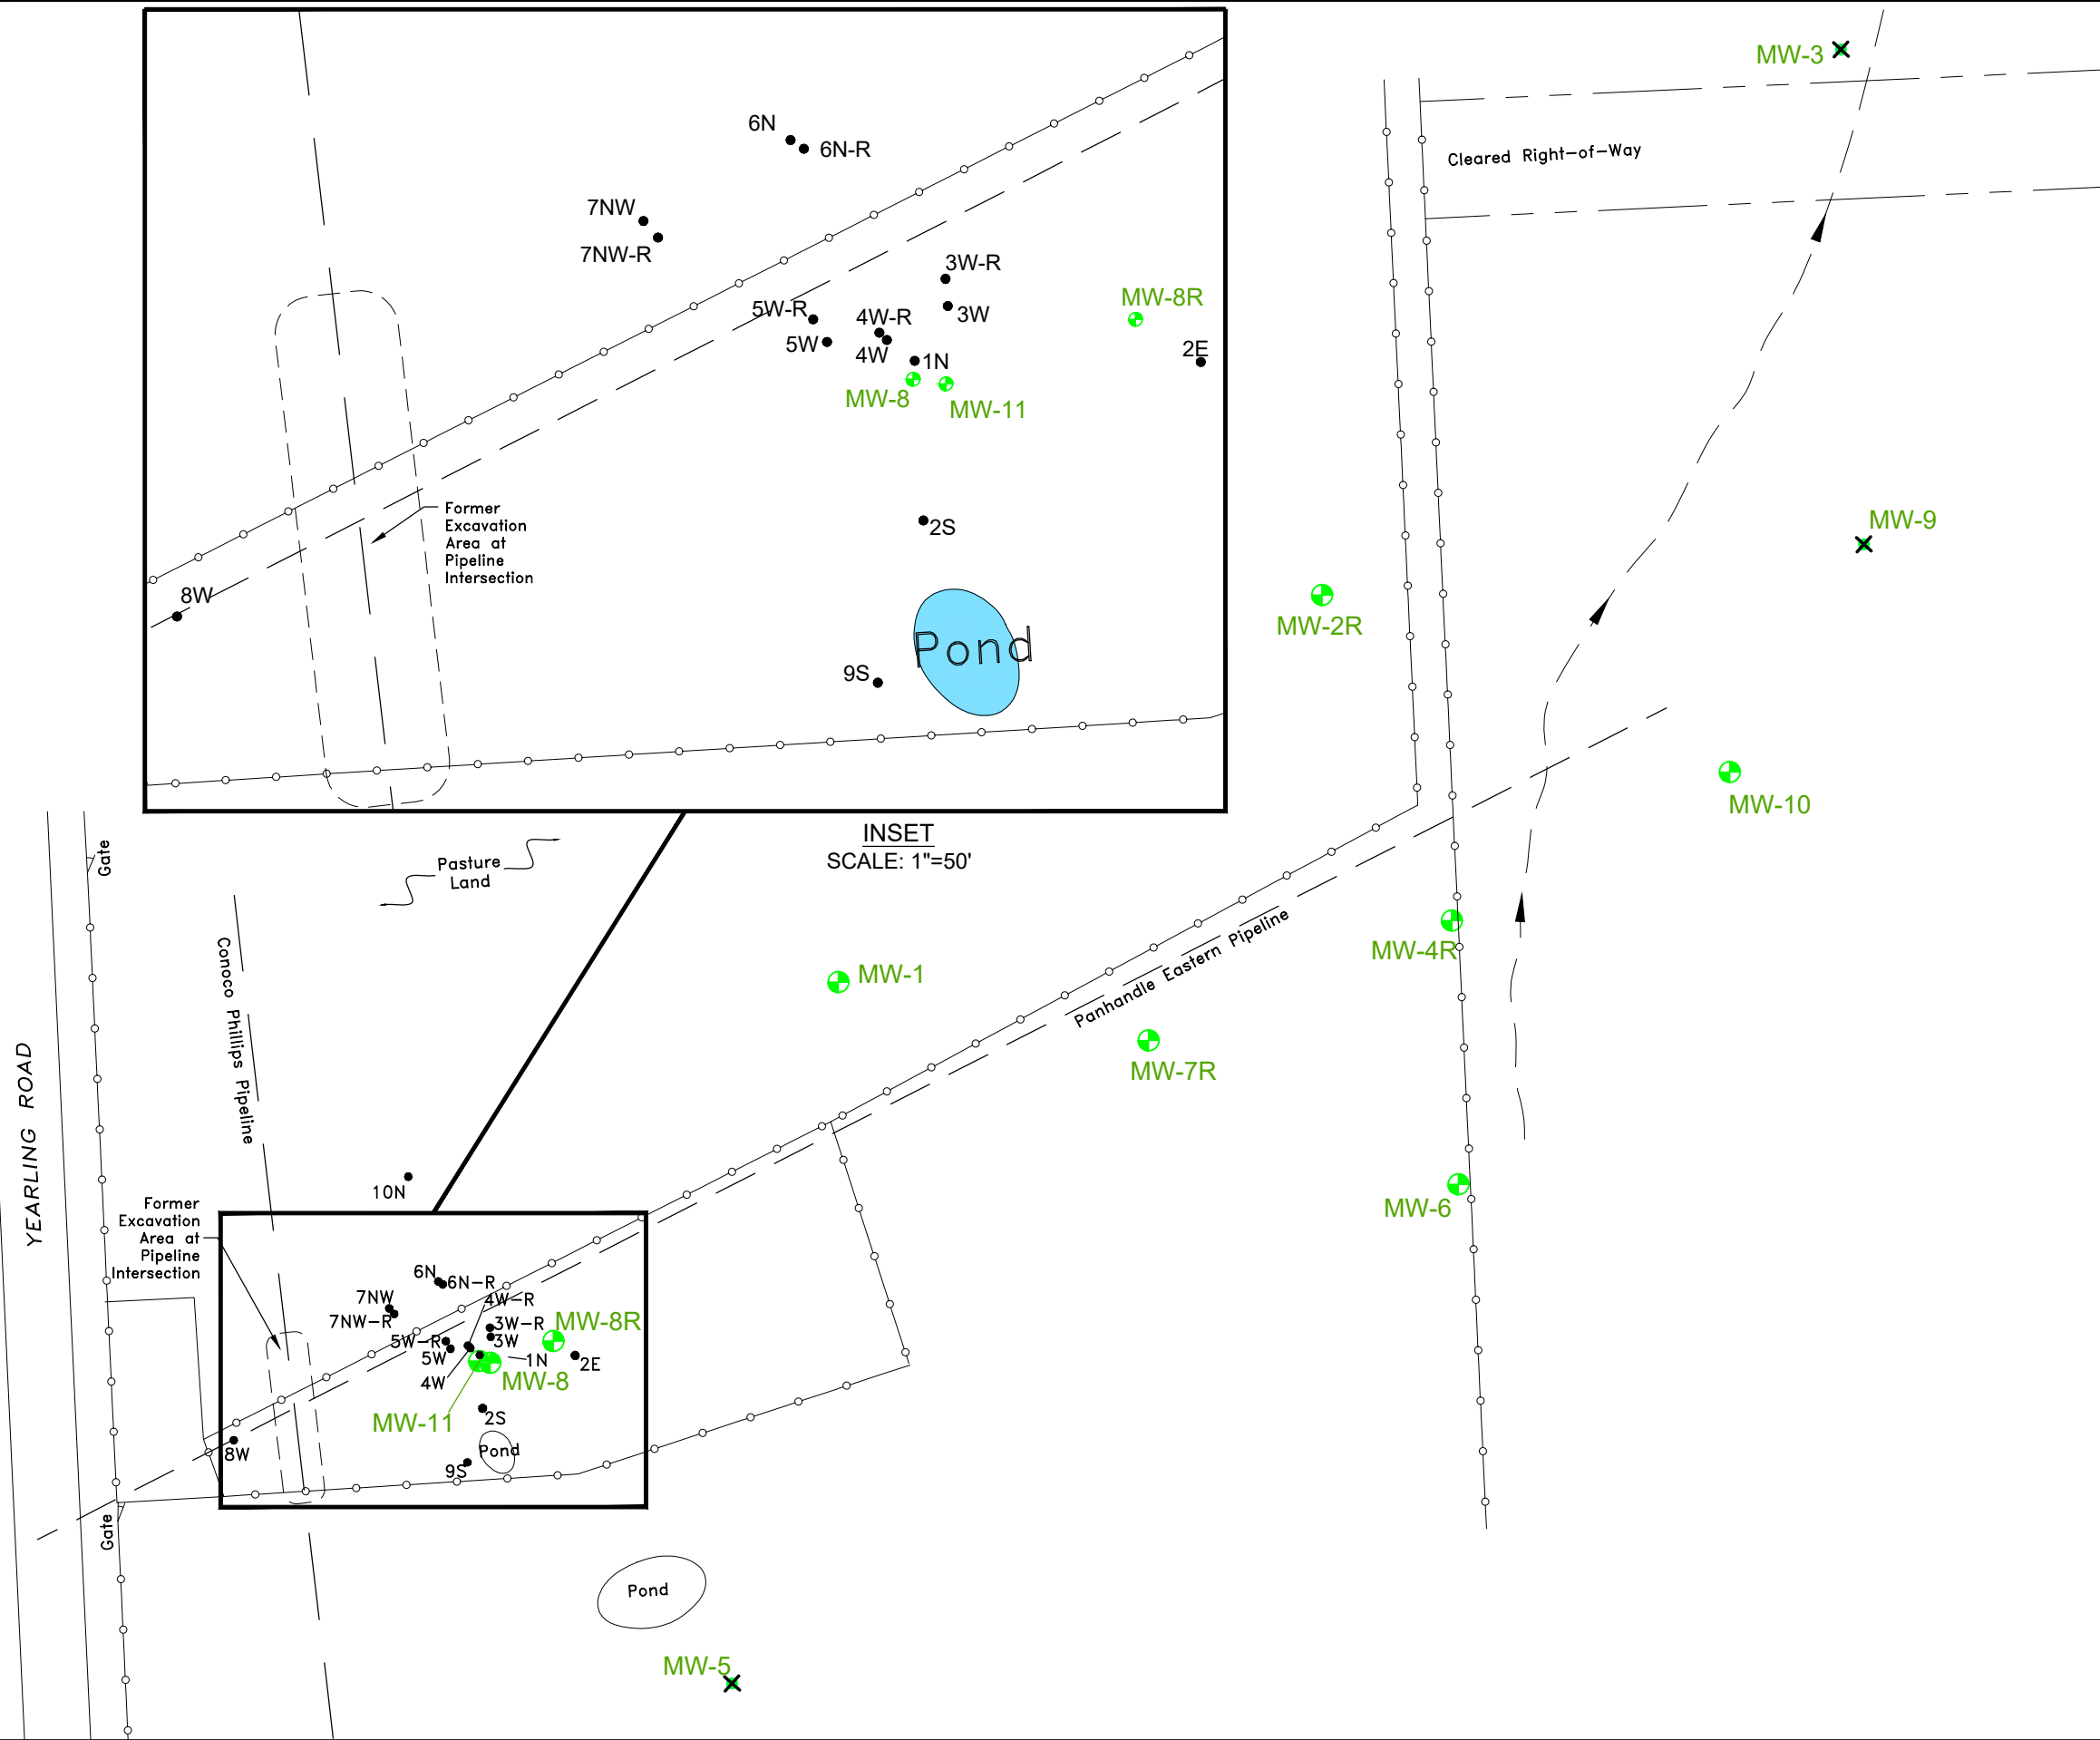 6N
6N-R
7NW
7NW-R
3W-R
3W
5W-R
5W
4W-R
4W
1N
MW-8
MW-11
MW-8R
2E
Former
Excavation
Area at
Pipeline
Intersection
8W
2S
Pond
9S
INSET
SCALE: 1"=50'
MW-3
Cleared Right-of-Way
MW-9
MW-2R
MW-10
Gate
Pasture
Land
Conoco Phillips Pipeline
MW-1
Panhandle Eastern Pipeline
MW-4R
MW-7R
YEARLING ROAD
10N
MW-6
Former
Excavation
Area at
Pipeline
Intersection
6N
6N-R
7NW
7NW-R
4W-R
3W-R
3W
5W-R
5W
4W
1N
MW-8R
2E
MW-8
MW-11
2S
8W
Pond
9S
Gate
Pond
MW-5